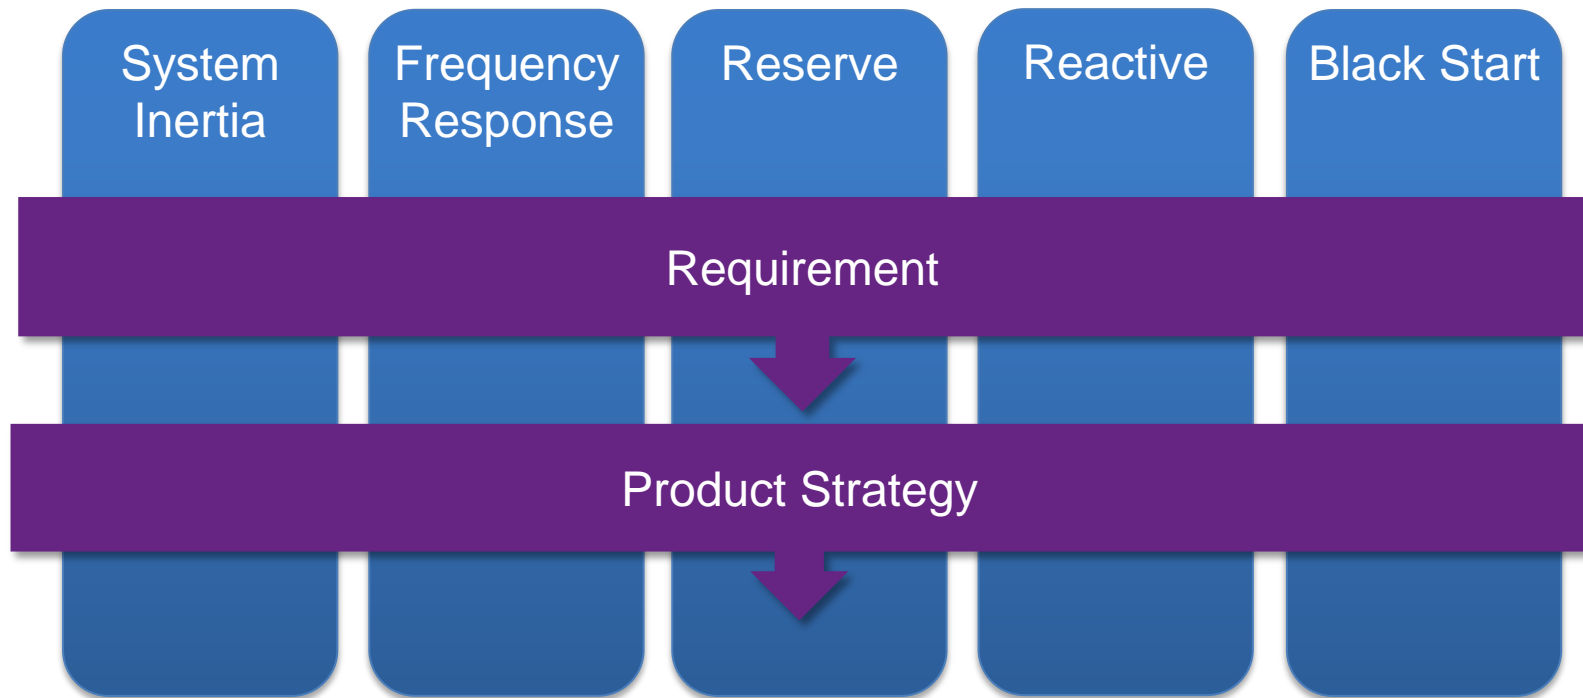 System
Inertia
Frequency
Response
Reserve
Reactive
Black Start
Requirement
Product Strategy